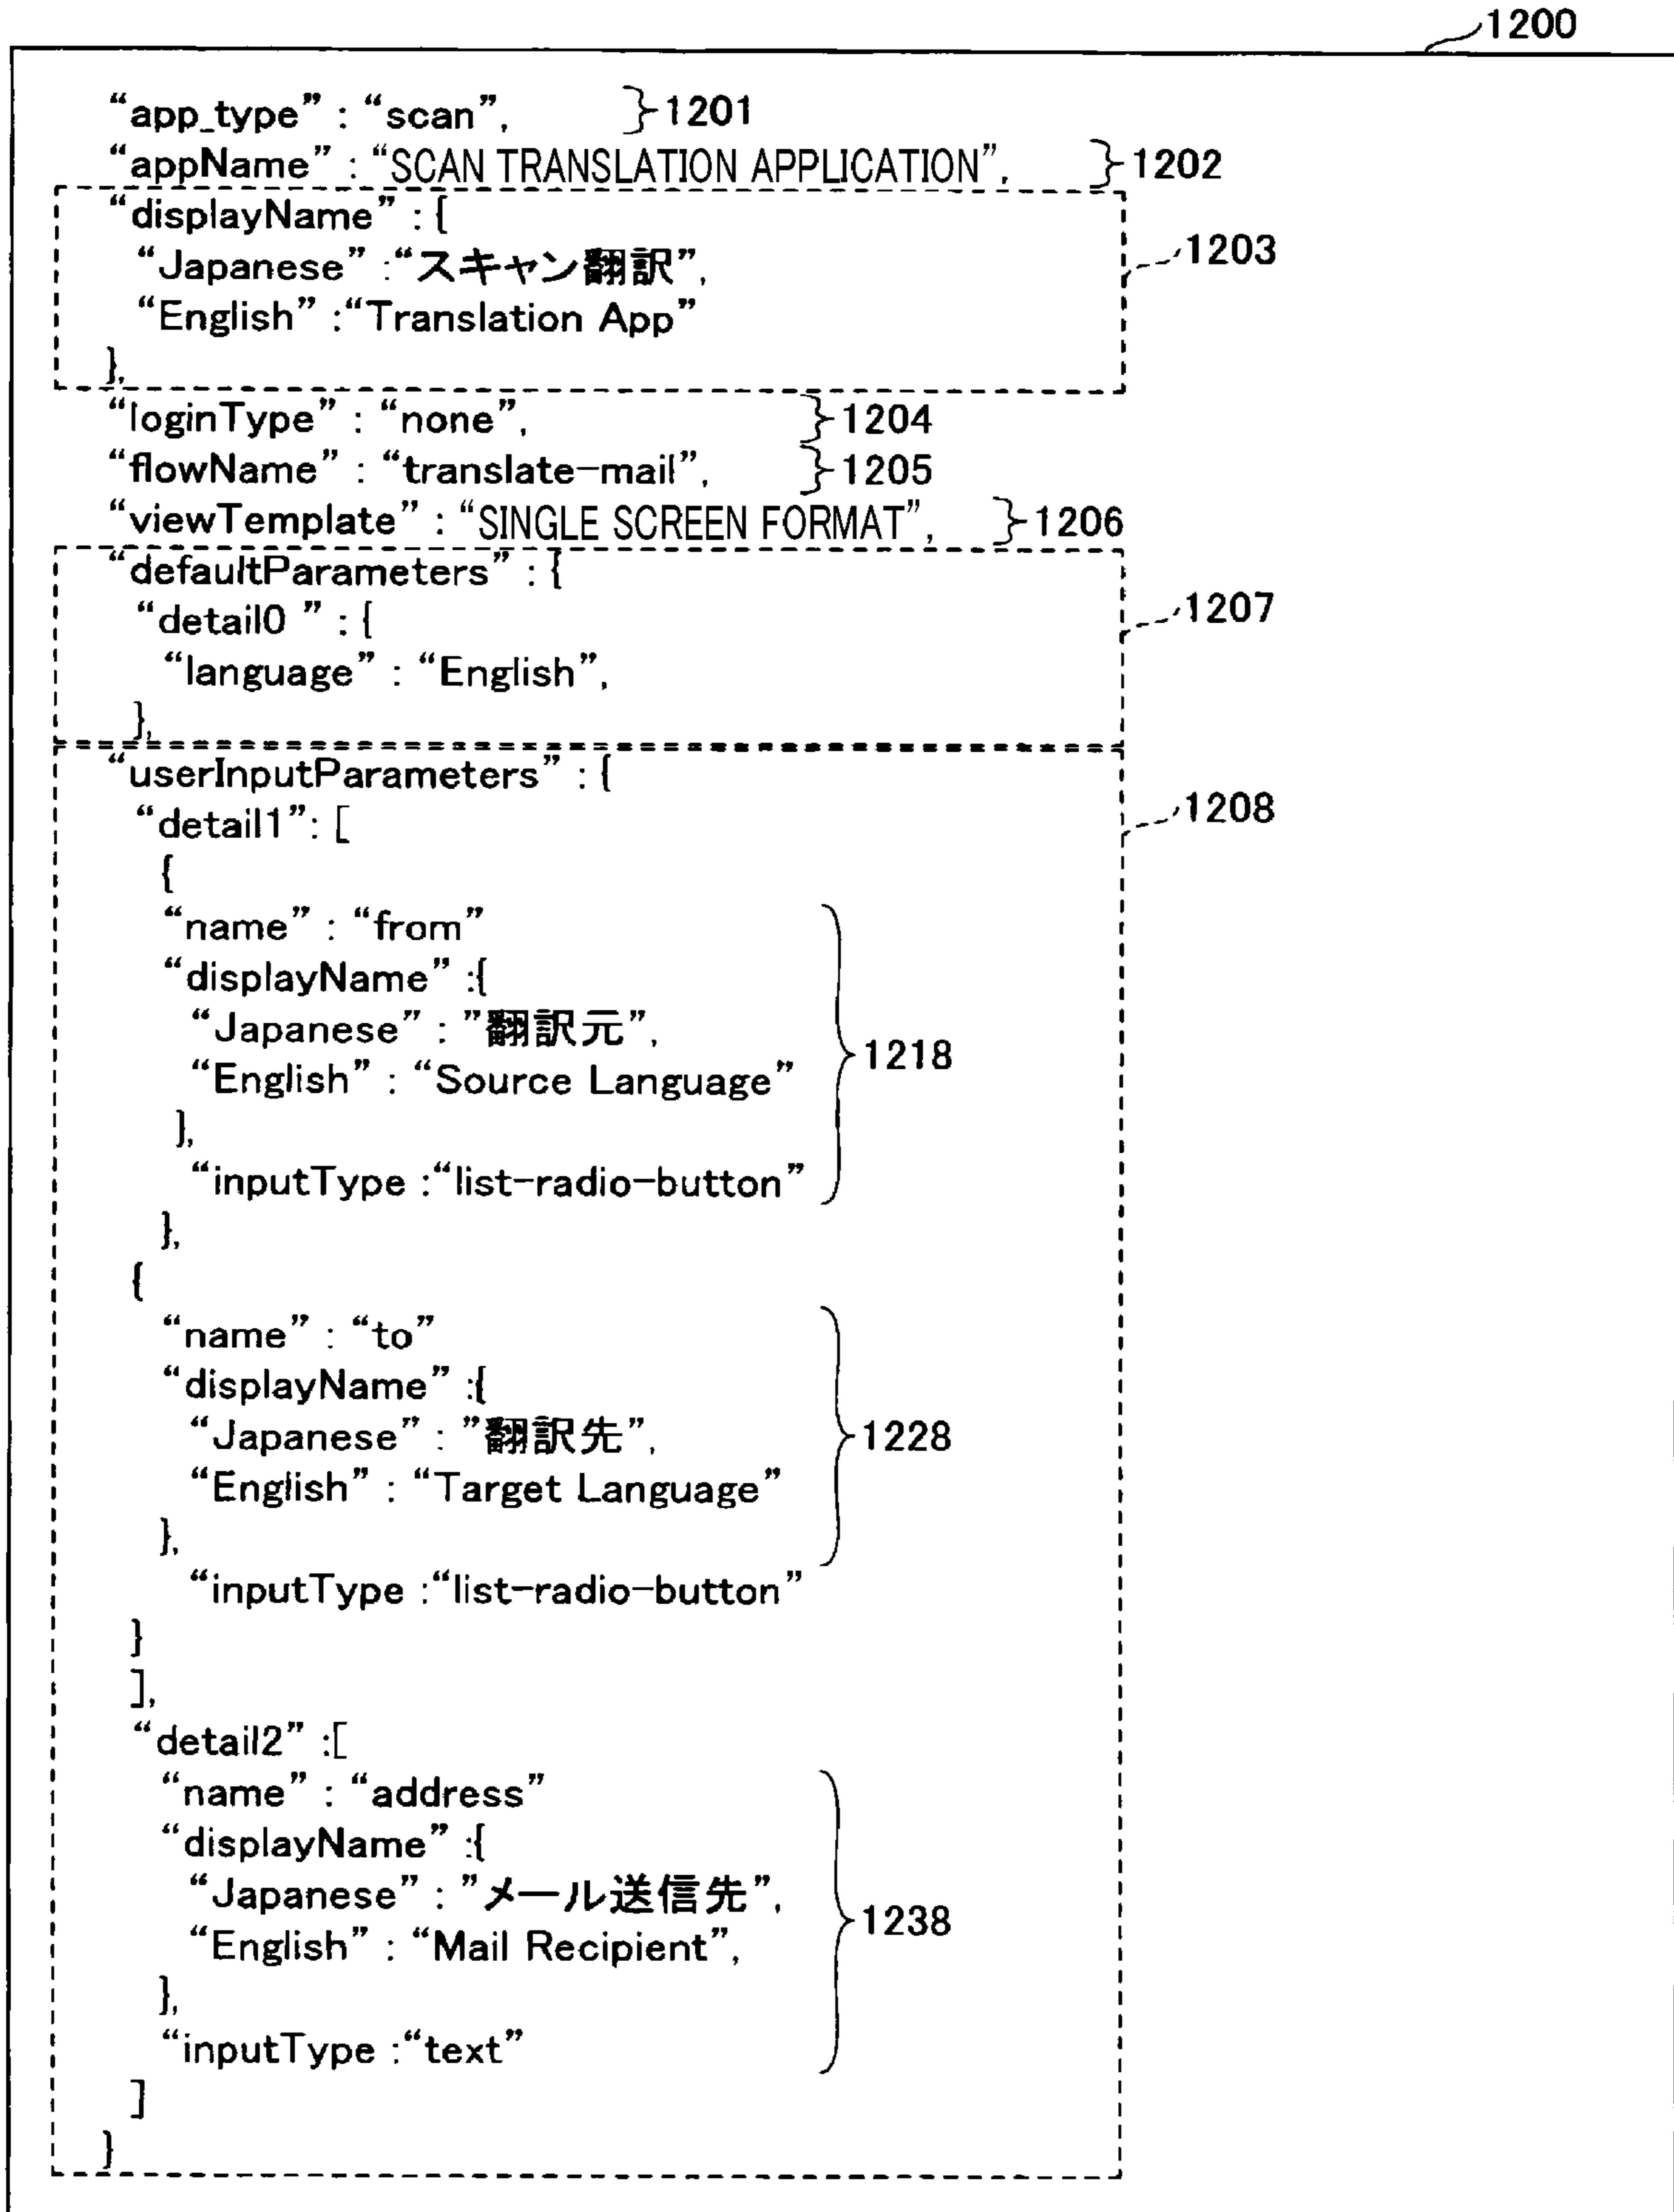 1200
“app_type” : “scan”, }1201
“appName” : “SCAN TRANSLATION APPLICATION”, }1202
“displayName” : {
“Japanese” :“スキャン翻訳”,
“English” :“Translation App”
},
1203
“loginType” : “none”, }1204
“flowName” : “translate-mail”, }1205
“viewTemplate” : “SINGLE SCREEN FORMAT”, }1206
“defaultParameters” : {
“detail0 ” : {
1207
“language” : “English”,
},
“userInputParameters” : {
“detail1”: [
1208
{
“name” : “from”
“displayName” :{
“Japanese” : ”翻訳元”,
“English” : “Source Language”
1218
},
“inputType :“list-radio-button”
},
{
“name” : “to”
“displayName” :{
“Japanese” : ”翻訳先”,
1228
“English” : “Target Language”
},
“inputType :“list-radio-button”
}
],
“detail2” :[
“name” : “address”
“displayName” :{
“Japanese” : ”メール送信先”,
1238
“English” : “Mail Recipient”,
},
“inputType :“text”
]
}